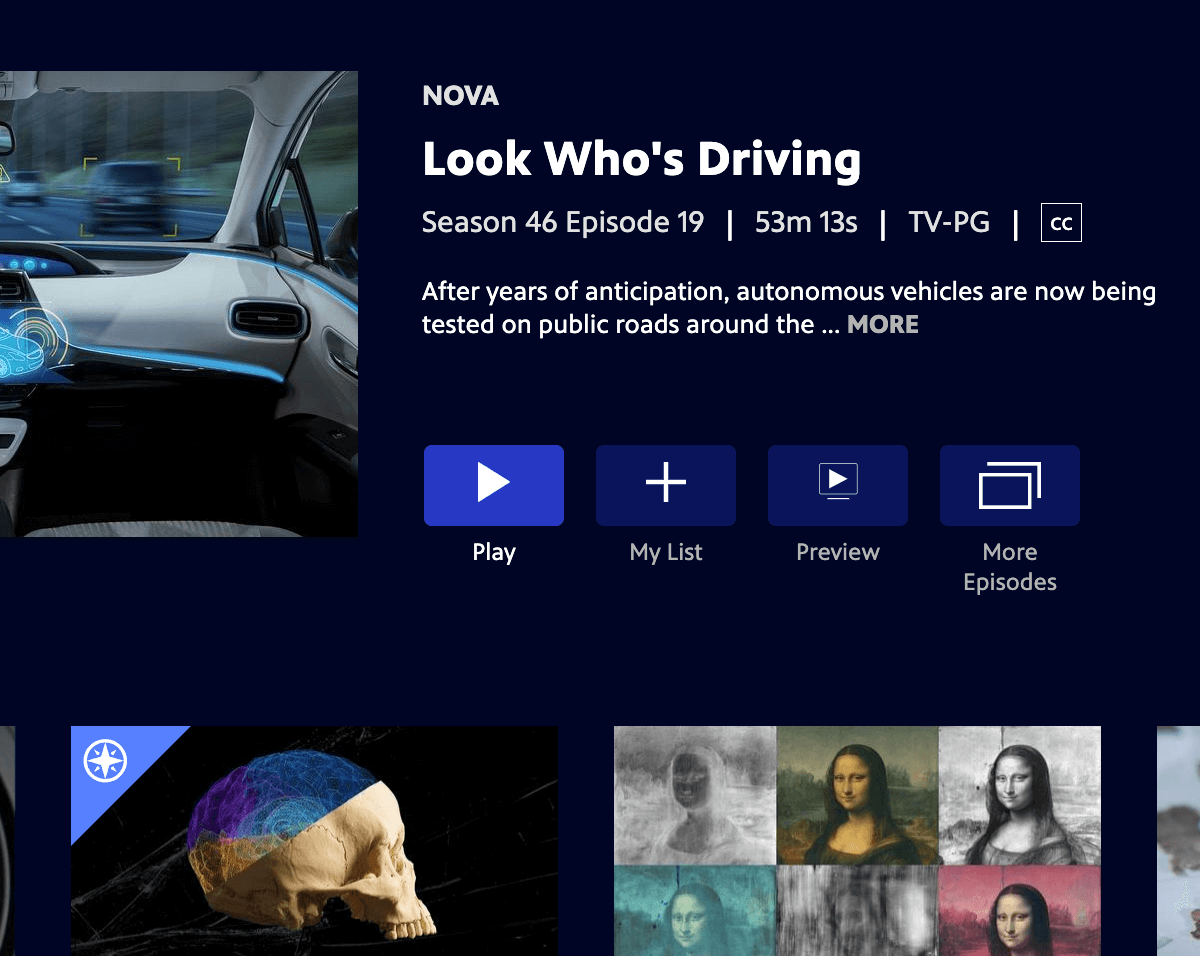 NOVA
Look Who's Driving
Season 46 Episode 19 | 53m 13s | TV-PG | CC
After years of anticipation, autonomous vehicles are now being
tested on public roads around the ... MORE
Play
My List
Preview
More
Episodes